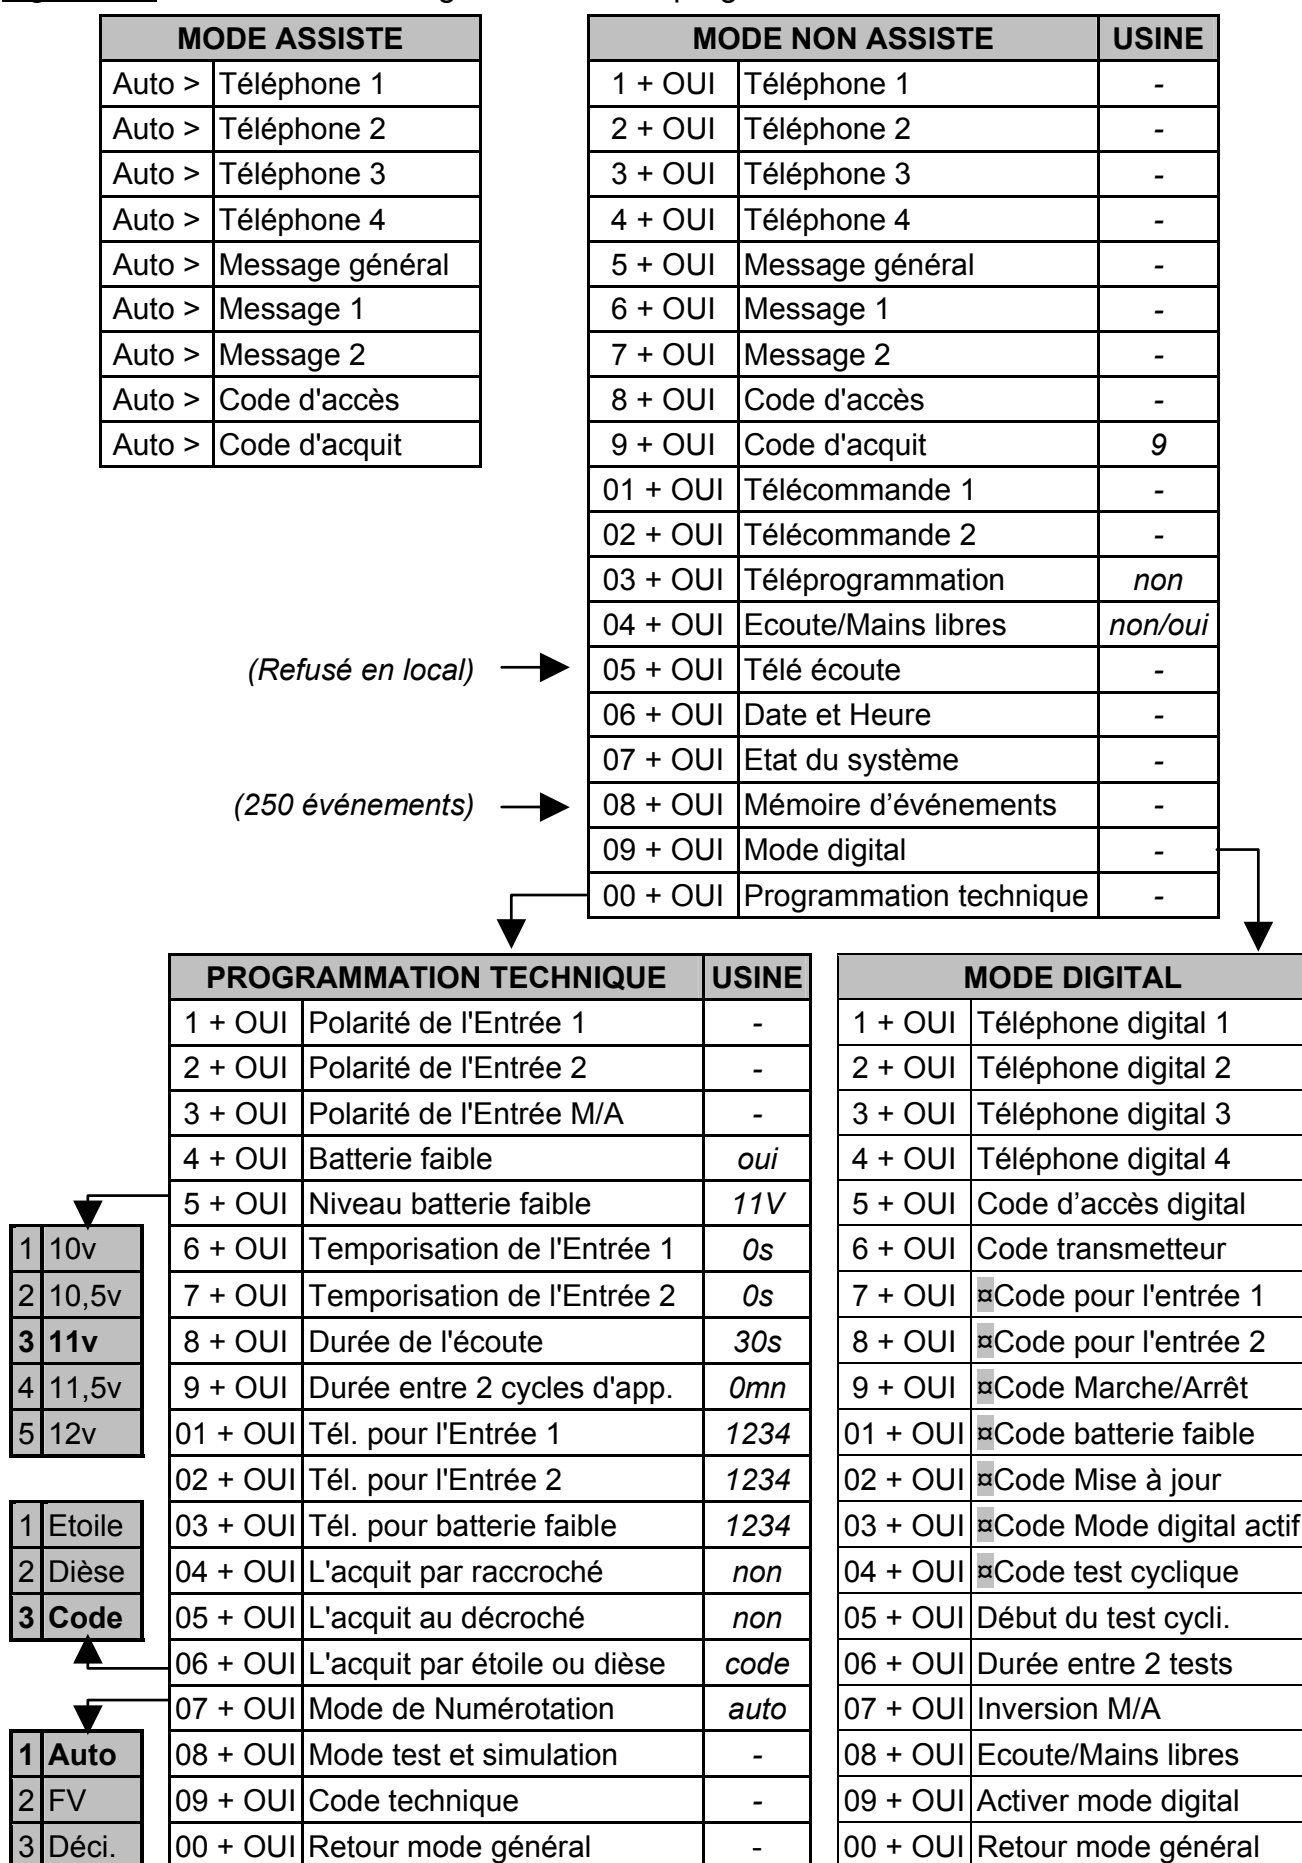 MODE ASSISTE
Auto > Téléphone 1
Auto > Téléphone 2
Auto > Téléphone 3
Auto > Téléphone 4
Auto > Message général
Auto > Message 1
Auto > Message 2
Auto > Code d'accès
Auto > Code d'acquit
MODE NON ASSISTE USINE
1 + OUI Téléphone 1 -
2 + OUI Téléphone 2 -
3 + OUI Téléphone 3 -
4 + OUI Téléphone 4 -
5 + OUI Message général -
6 + OUI Message 1 -
7 + OUI Message 2 -
8 + OUI Code d'accès -
9 + OUI Code d'acquit 9
01 + OUI Télécommande 1 -
02 + OUI Télécommande 2 -
03 + OUI Téléprogrammation non
04 + OUI Ecoute/Mains libres non/oui
(Refusé en local) 05 + OUI Télé écoute -
06 + OUI Date et Heure -
07 + OUI Etat du système -
(250 événements) 08 + OUI Mémoire d’événements -
09 + OUI Mode digital -
00 + OUI Programmation technique -
PROGRAMMATION TECHNIQUE USINE
1 + OUI Polarité de l'Entrée 1 -
2 + OUI Polarité de l'Entrée 2 -
3 + OUI Polarité de l'Entrée M/A -
4 + OUI Batterie faible oui
5 + OUI Niveau batterie faible 11V
6 + OUI Temporisation de l'Entrée 1 0s
7 + OUI Temporisation de l'Entrée 2 0s
8 + OUI Durée de l'écoute 30s
9 + OUI Durée entre 2 cycles d'app. 0mn
01 + OUI Tél. pour l'Entrée 1 1234
02 + OUI Tél. pour l'Entrée 2 1234
03 + OUI Tél. pour batterie faible 1234
04 + OUI L'acquit par raccroché non
05 + OUI L'acquit au décroché non
06 + OUI L'acquit par étoile ou dièse code
07 + OUI Mode de Numérotation auto
08 + OUI Mode test et simulation -
09 + OUI Code technique -
00 + OUI Retour mode général -
1 10v
2 10,5v
3 11v
4 11,5v
5 12v
1 Etoile
2 Dièse
3 Code
1 Auto
2 FV
3 Déci.
MODE DIGITAL
1 + OUI Téléphone digital 1
2 + OUI Téléphone digital 2
3 + OUI Téléphone digital 3
4 + OUI Téléphone digital 4
5 + OUI Code d’accès digital
6 + OUI Code transmetteur
7 + OUI ¤Code pour l'entrée 1
8 + OUI ¤Code pour l'entrée 2
9 + OUI ¤Code Marche/Arrêt
01 + OUI ¤Code batterie faible
02 + OUI ¤Code Mise à jour
03 + OUI ¤Code Mode digital actif
04 + OUI ¤Code test cyclique
05 + OUI Début du test cycli.
06 + OUI Durée entre 2 tests
07 + OUI Inversion M/A
08 + OUI Ecoute/Mains libres
09 + OUI Activer mode digital
00 + OUI Retour mode général